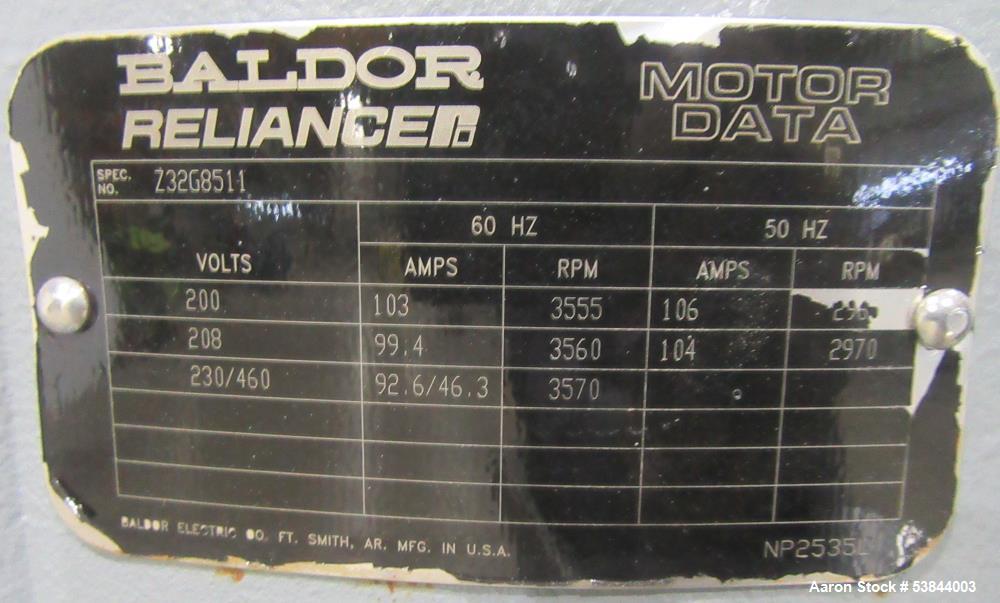 BALDOR
MOTOR
RELIANCE
DATA
SPEC. NO. Z32G8511
60 HZ 50 HZ
VOLTS AMPS RPM AMPS RPM
200 103 3555 106
208 99.4 3560 104 2970
230/460 92.6/46.3 3570
BALDOR ELECTRIC CO. FT. SMITH, AR. MFG. IN U.S.A.
Aaron Stock # 53844003